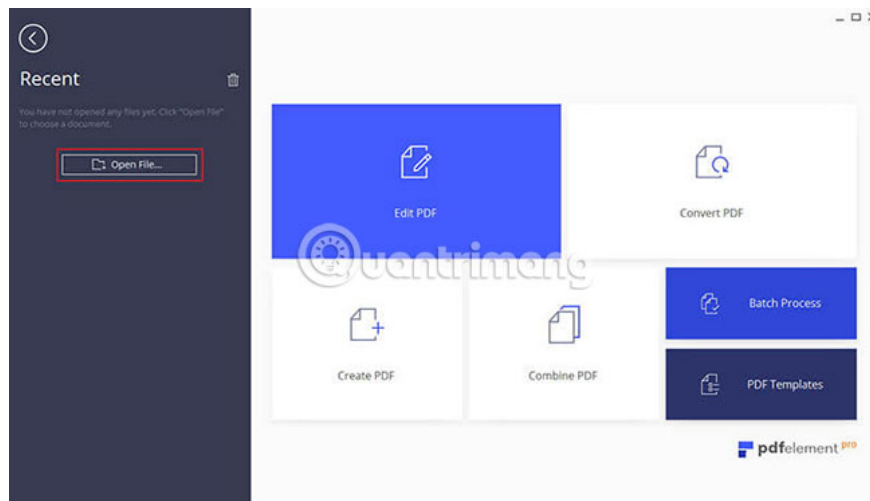 Recent
You have not opened any files yet. Click "Open File"
to choose a document.
Open File...
Edit PDF
Convert PDF
Quantrimang
Create PDF
Combine PDF
Batch Process
PDF Templates
pdfelement pro